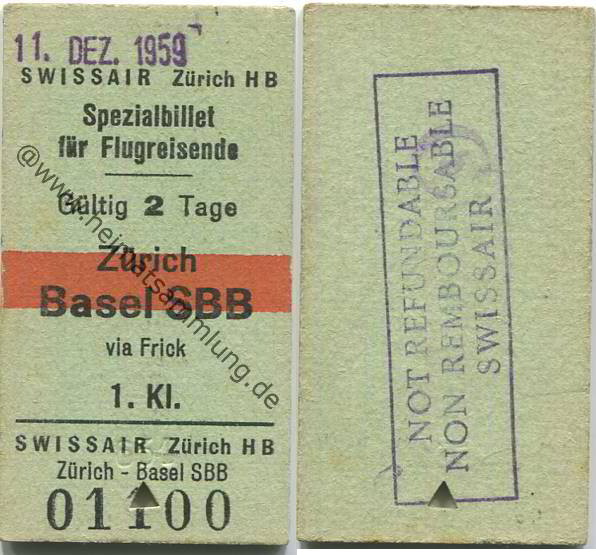 11. DEZ. 1959
SWISSAIR Zürich HB
Spezialbillet
für Flugreisende
Gültig 2 Tage
Zürich
Basel SBB
via Frick
1. Kl.
SWISSAIR Zürich HB
Zürich - Basel SBB
01100
@www.heimatsammlung.de
NOT REFUNDABLE
NON REMBOURSABLE
SWISSAIR